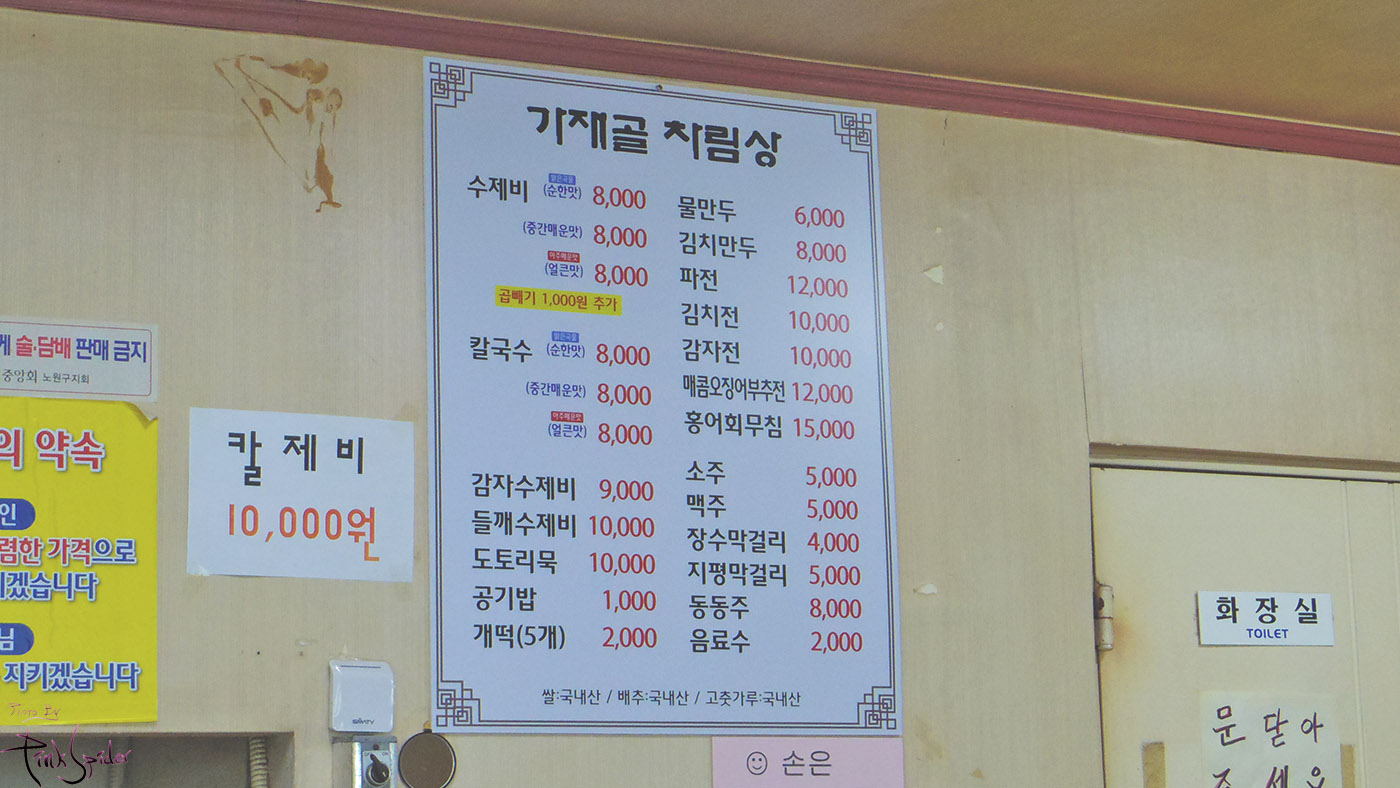 가재골 차림상
수제비 맑은국물 (순한맛) 8,000
(중간매운맛) 8,000
아주매운맛 (얼큰맛) 8,000
곱빼기 1,000원 추가
칼국수 맑은국물 (순한맛) 8,000
(중간매운맛) 8,000
아주매운맛 (얼큰맛) 8,000
감자수제비 9,000
들깨수제비 10,000
도토리묵 10,000
공기밥 1,000
개떡(5개) 2,000
물만두 6,000
김치만두 8,000
파전 12,000
김치전 10,000
감자전 10,000
매콤오징어부추전 12,000
홍어회무침 15,000
소주 5,000
맥주 5,000
장수막걸리 4,000
지평막걸리 5,000
동동주 8,000
음료수 2,000
쌀:국내산 / 배추:국내산 / 고춧가루:국내산
게 술·담배 판매 금지
중앙회 노원구지회
의 약속
인
렴한 가격으로
기겠습니다
님
지키겠습니다
칼제비
10,000원
손은
화장실
TOILET
문닫아
주세요
Photo By
PinkSpider